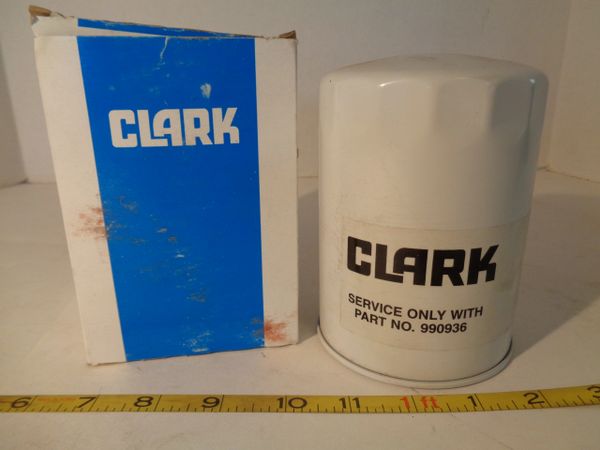 CLARK
CLARK
SERVICE ONLY WITH
PART NO. 990936
6 7 8 9 10 11 1ft 1 2 3